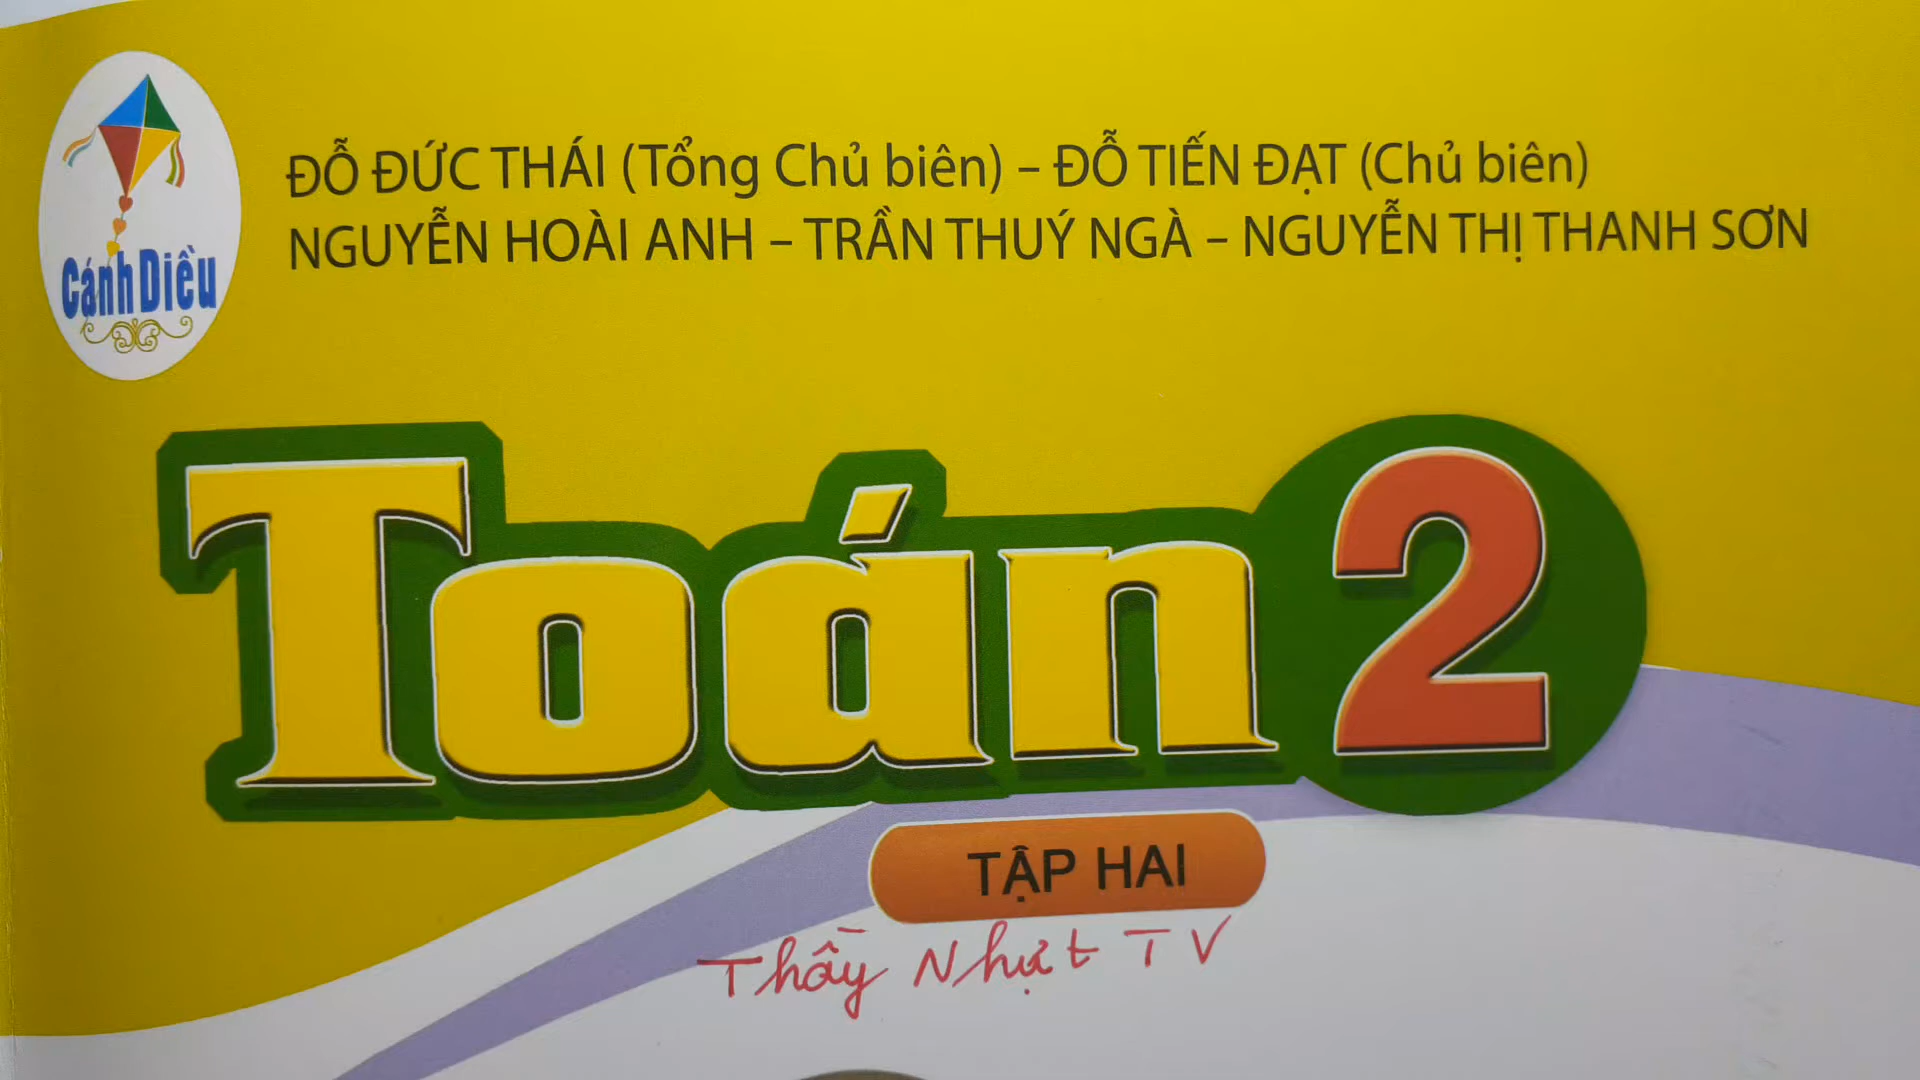 Cánh Diều
ĐỖ ĐỨC THÁI (Tổng Chủ biên) – ĐỖ TIẾN ĐẠT (Chủ biên)
NGUYỄN HOÀI ANH – TRẦN THUÝ NGÀ – NGUYỄN THỊ THANH SƠN
Toán 2
TẬP HAI
Thầy Nhựt TV